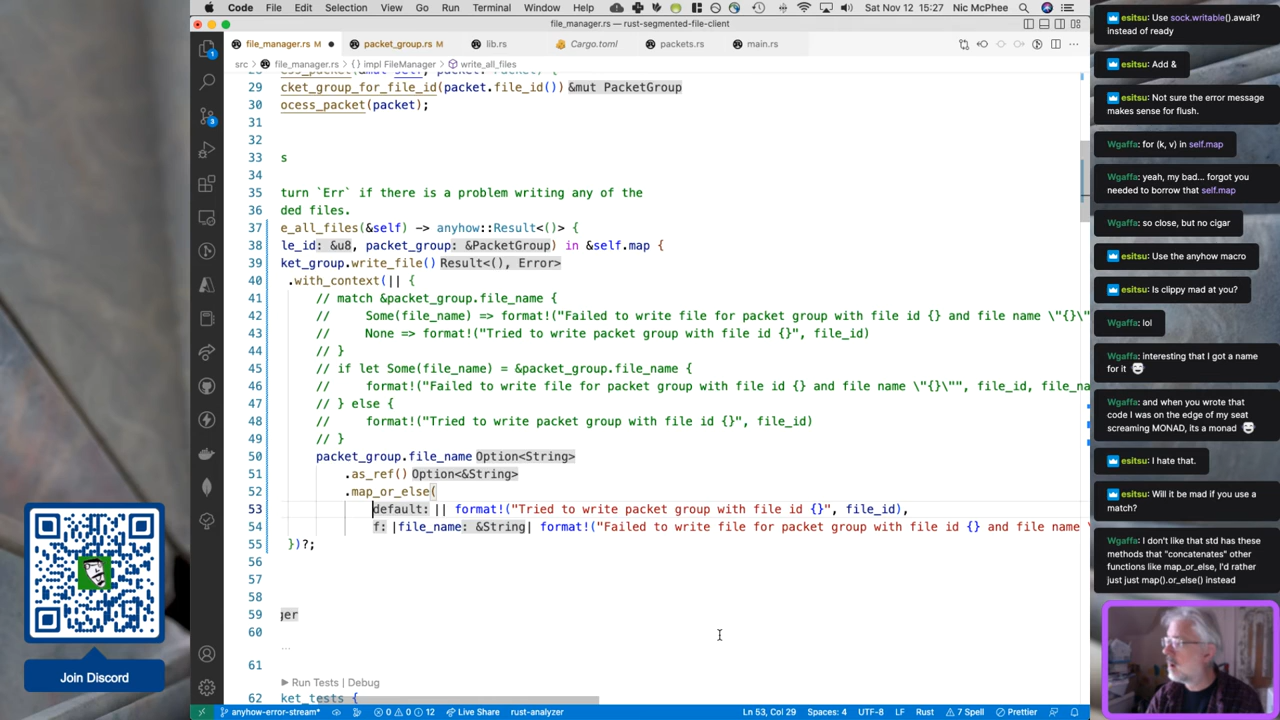 Code File Edit Selection View Go Run Terminal Window Help Sat Nov 12 15:27 Nic McPhee
file_manager.rs — rust-segmented-file-client
file_manager.rs packet_group.rs M lib.rs Cargo.toml packets.rs main.rs
src > file_manager.rs > {} impl FileManager > write_all_files
29 cket_group_for_file_id(packet.file_id()) &mut PacketGroup
30 ocess_packet(packet);
31
32
33 s
34
35 turn `Err` if there is a problem writing any of the
36 ded files.
37 e_all_files(&self) -> anyhow::Result<()> {
38 le_id: &u8, packet_group: &PacketGroup) in &self.map {
39 ket_group.write_file() Result<(), Error>
40 .with_context(|| {
41 // match &packet_group.file_name {
42 // Some(file_name) => format!("Failed to write file for packet group with file id {} and file name \"{}\"
43 // None => format!("Tried to write packet group with file id {}", file_id)
44 // }
45 // if let Some(file_name) = &packet_group.file_name {
46 // format!("Failed to write file for packet group with file id {} and file name \"{}\"", file_id, file_na
47 // } else {
48 // format!("Tried to write packet group with file id {}", file_id)
49 // }
50 packet_group.file_name Option<String>
51 .as_ref() Option<&String>
52 .map_or_else(
53 default: || format!("Tried to write packet group with file id {}", file_id),
54 f: |file_name: &String| format!("Failed to write file for packet group with file id {} and file name \
55 })?;
56
57
58
59 ger
60
...
61
▶ Run Tests | Debug
62 ket_tests {
anyhow-error-stream* 0 0 12 Live Share rust-analyzer Ln 53, Col 29 Spaces: 4 UTF-8 LF Rust 7 Spell Prettier
Join Discord
esitsu: Use sock.writable().await?
instead of ready
esitsu: Add &
esitsu: Not sure the error message
makes sense for flush.
Wgaffa: for (k, v) in self.map
Wgaffa: yeah, my bad... forgot you
needed to borrow that self.map
Wgaffa: so close, but no cigar
esitsu: Use the anyhow macro
esitsu: Is clippy mad at you?
Wgaffa: lol
Wgaffa: interesting that I got a name
for it
Wgaffa: and when you wrote that
code I was on the edge of my seat
screaming MONAD, its a monad
esitsu: I hate that.
esitsu: Will it be mad if you use a
match?
Wgaffa: I don't like that std has these
methods that "concatenates" other
functions like map_or_else, I'd rather
just just map().or_else() instead